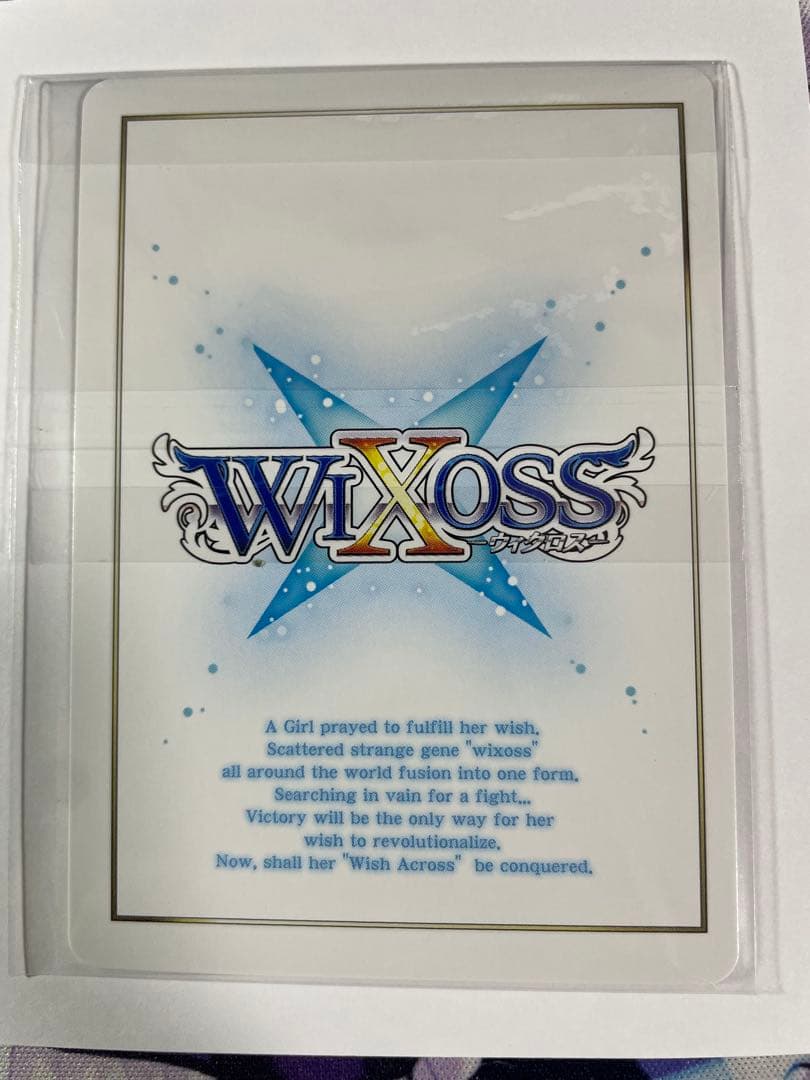 WIXOSS
－ウィクロス－
A Girl prayed to fulfill her wish.
Scattered strange gene "wixoss"
all around the world fusion into one form.
Searching in vain for a fight...
Victory will be the only way for her
wish to revolutionalize.
Now, shall her "Wish Across" be conquered.